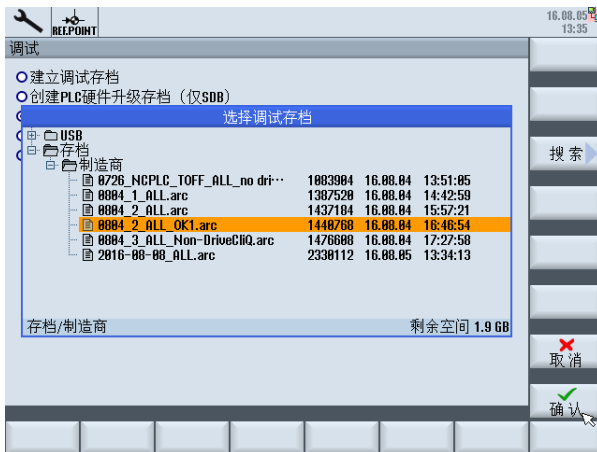 REF.POINT
16.08.05
13:35
调试
建立调试存档
创建PLC硬件升级存档（仅SDB）
选择调试存档
USB
存档
制造商
0726_NCPLC_TOFF_ALL_no dri… 1083904 16.08.04 13:51:05
0804_1_ALL.arc 1387520 16.08.04 14:42:59
0804_2_ALL.arc 1437184 16.08.04 15:57:21
0804_2_ALL_OK1.arc 1440768 16.08.04 16:46:54
0804_3_ALL_Non-DriveCliQ.arc 1476608 16.08.04 17:27:58
2016-08-08_ALL.arc 2330112 16.08.05 13:34:13
存档/制造商 剩余空间 1.9 GB
搜索
取消
确认